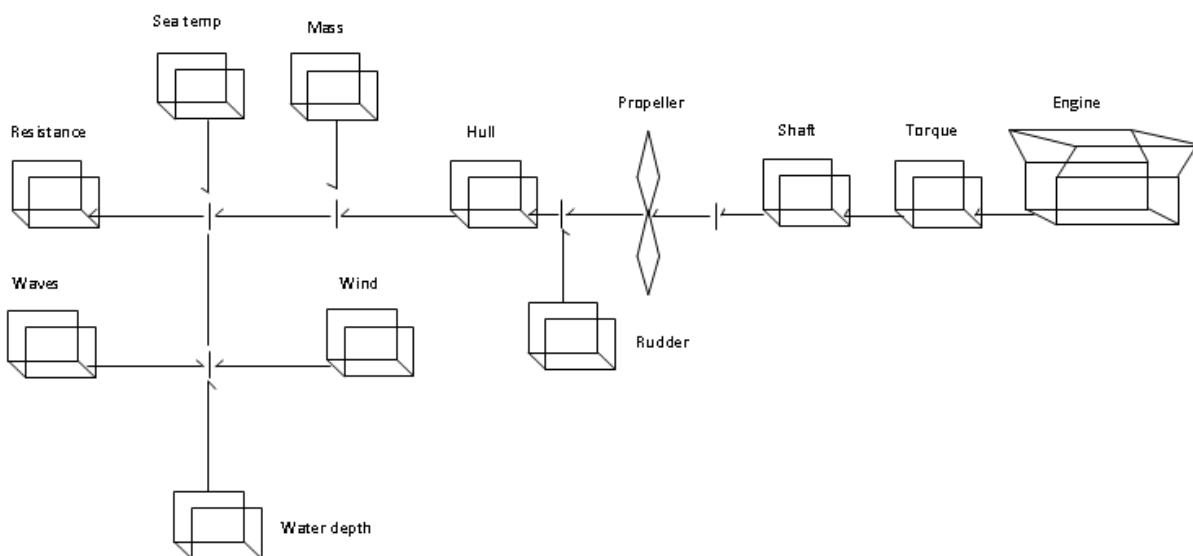 Sea temp
Mass
Propeller
Engine
Resistance
Hull
Shaft
Torque
Waves
Wind
Rudder
Water depth